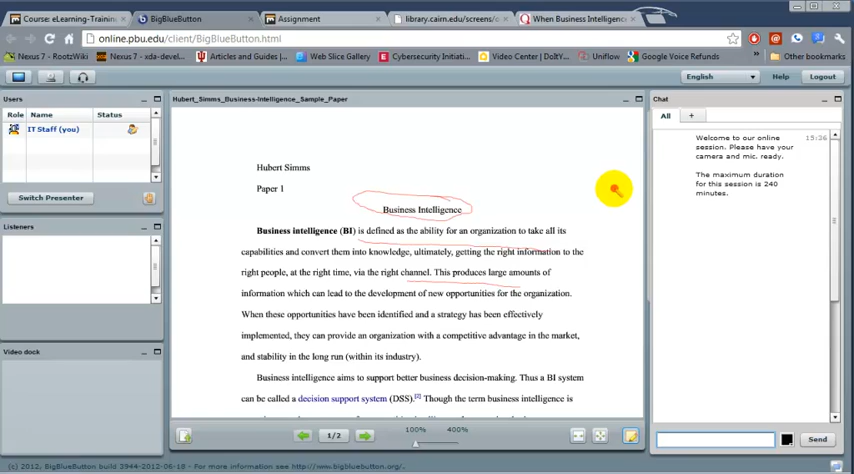 Course: eLearning-Training
BigBlueButton
Assignment
library.cairn.edu/screens/o
When Business Intelligence
online.pbu.edu/client/BigBlueButton.html
Nexus 7 - RootzWiki
Nexus 7 - xda-devel
Articles and Guides |
Web Slice Gallery
Cybersecurity Initiati
Video Center | DoITY
Uniflow
Google Voice Refunds
»
Other bookmarks
English
Help
Logout
Users
Hubert_Simms_Business-Intelligence_Sample_Paper
Chat
Role
Name
Status
IT Staff (you)
Switch Presenter
Listeners
Video dock
Hubert Simms
Paper 1
Business Intelligence
Business intelligence (BI) is defined as the ability for an organization to take all its
capabilities and convert them into knowledge, ultimately, getting the right information to the
right people, at the right time, via the right channel. This produces large amounts of
information which can lead to the development of new opportunities for the organization.
When these opportunities have been identified and a strategy has been effectively
implemented, they can provide an organization with a competitive advantage in the market,
and stability in the long run (within its industry).
Business intelligence aims to support better business decision-making. Thus a BI system
can be called a decision support system (DSS).[2] Though the term business intelligence is
1/2
100%
400%
All
+
Welcome to our online
session. Please have your
camera and mic. ready.
15:36
The maximum duration
for this session is 240
minutes.
Send
(c) 2012, BigBlueButton build 3944-2012-06-18 - For more information see http://www.bigbluebutton.org/.